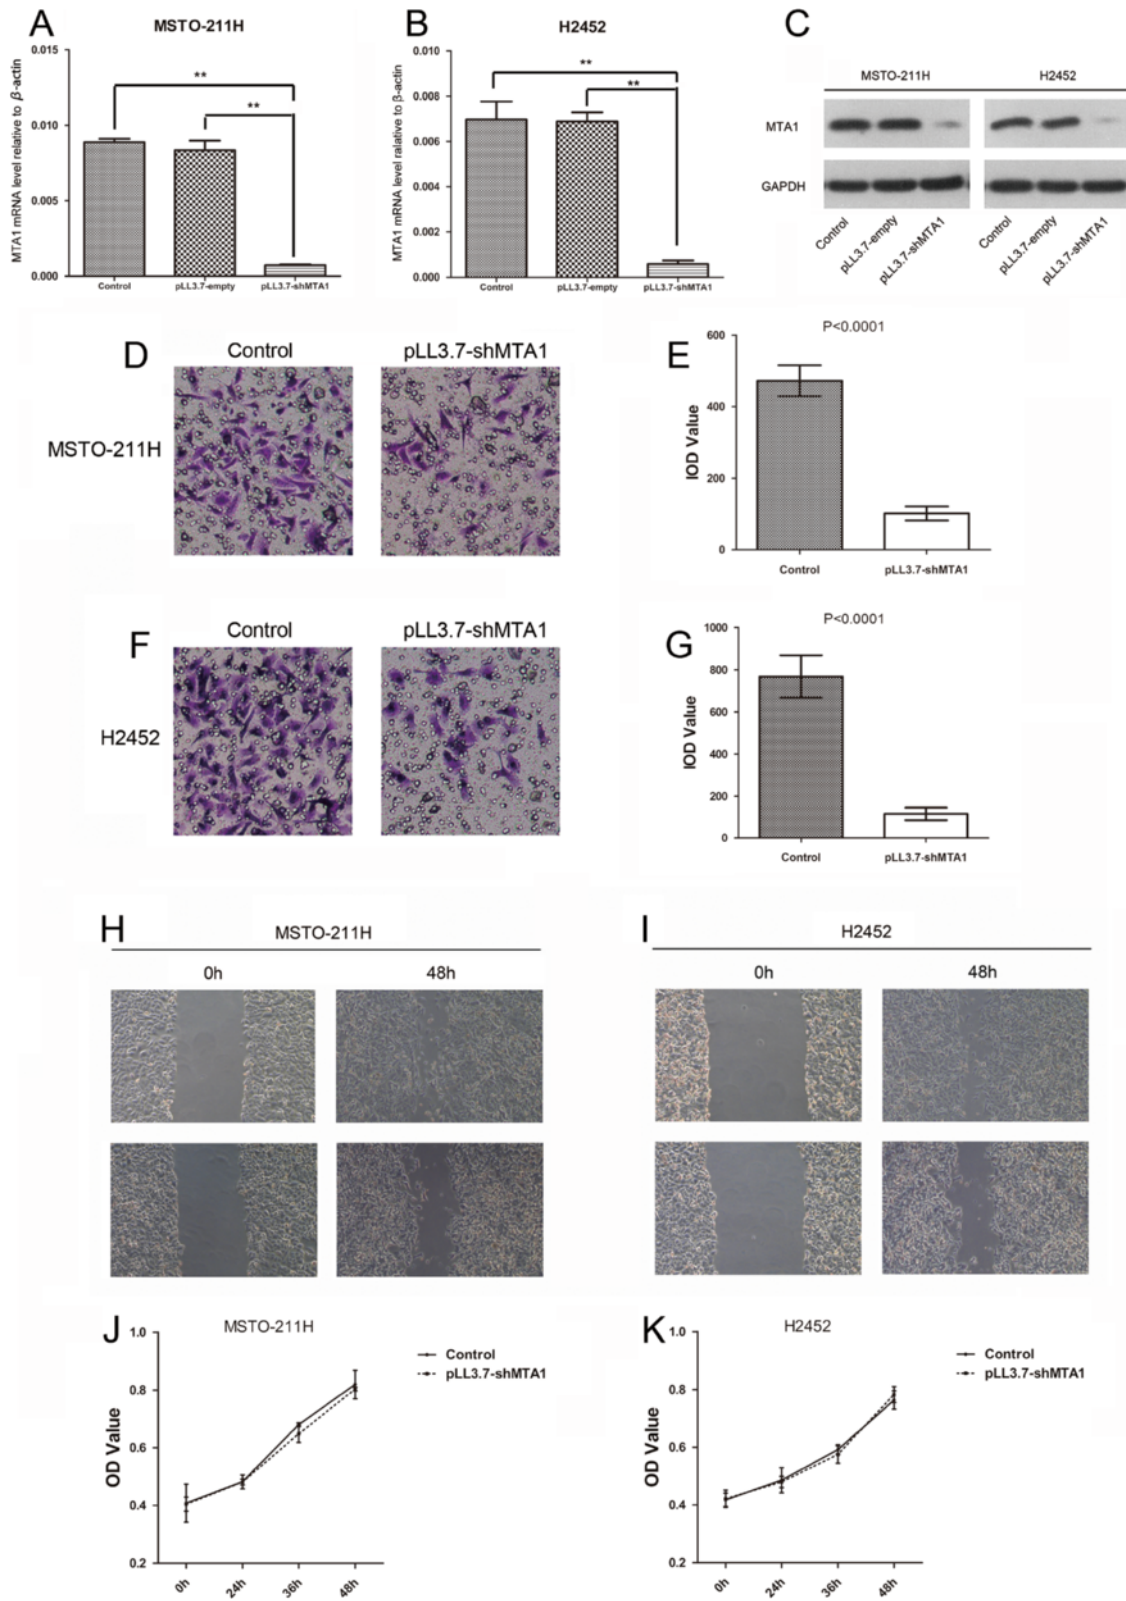 A
MSTO-211H
MTA1 mRNA level relative to β-actin
0.015
0.010
0.005
0.000
**
**
Control
pLL3.7-empty
pLL3.7-shMTA1
B
H2452
MTA1 mRNA level ralative to β-actin
0.010
0.008
0.006
0.004
0.002
0.000
**
**
Control
pLL3.7-empty
pLL3.7-shMTA1
C
MSTO-211H
H2452
MTA1
GAPDH
Control
pLL3.7-empty
pLL3.7-shMTA1
Control
pLL3.7-empty
pLL3.7-shMTA1
D
Control
pLL3.7-shMTA1
MSTO-211H
E
P<0.0001
IOD Value
600
400
200
0
Control
pLL3.7-shMTA1
F
Control
pLL3.7-shMTA1
H2452
G
P<0.0001
IOD Value
1000
800
600
400
200
0
Control
pLL3.7-shMTA1
H
MSTO-211H
0h
48h
I
H2452
0h
48h
J
MSTO-211H
OD Value
1.0
0.8
0.6
0.4
0.2
0h
24h
36h
48h
Control
pLL3.7-shMTA1
K
H2452
OD Value
1.0
0.8
0.6
0.4
0.2
0h
24h
36h
48h
Control
pLL3.7-shMTA1